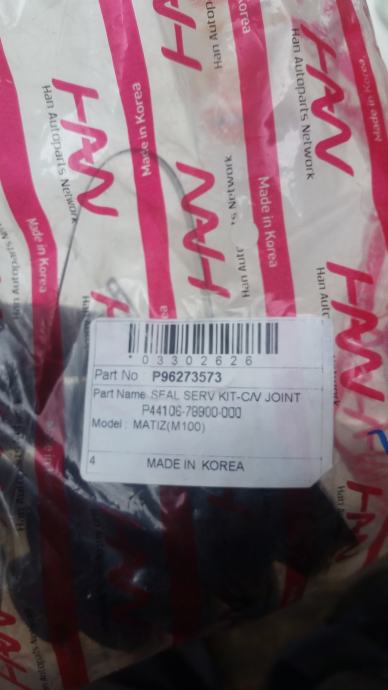 HAN
Han Autoparts Network
Made in Korea
*03302626
Part No P96273573
Part Name SEAL SERV KIT-C/V JOINT
P44106-78900-000
Model : MATIZ(M100)
4 MADE IN KOREA